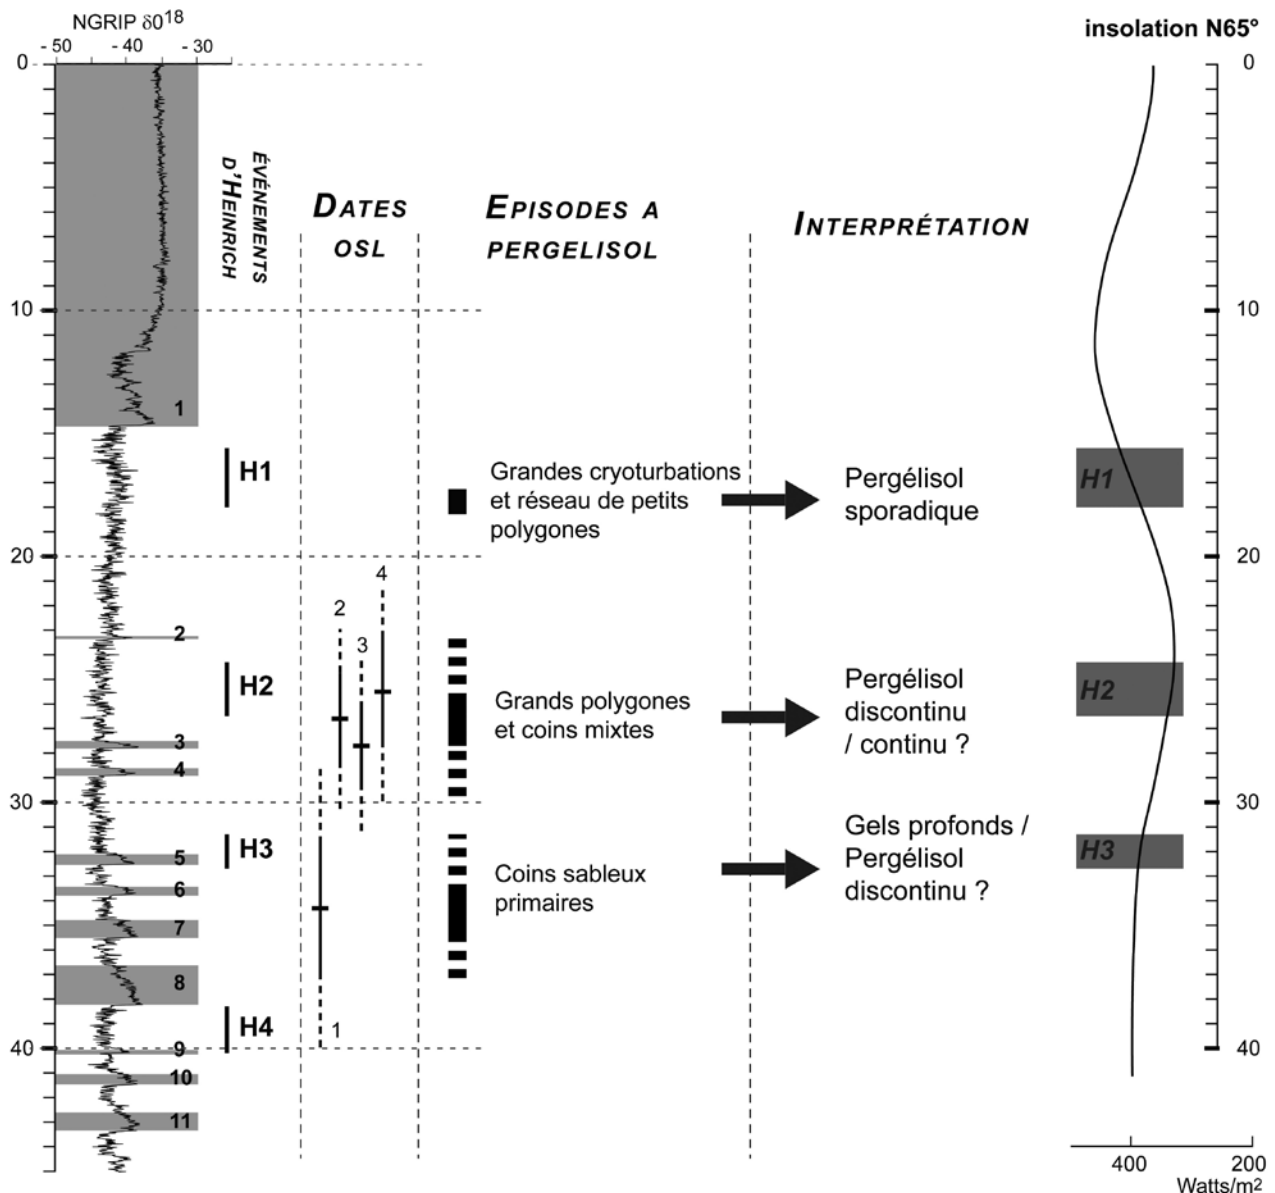 NGRIP δ0¹⁸
- 50 - 40 - 30
0
10
20
30
40
1
2
3
4
5
6
7
8
9
10
11
ÉVÉNEMENTS
D'HEINRICH
H1
H2
H3
H4
DATES
OSL
4
2
3
1
EPISODES A
PERGELISOL
Grandes cryoturbations
et réseau de petits
polygones
Grands polygones
et coins mixtes
Coins sableux
primaires
INTERPRÉTATION
Pergélisol
sporadique
Pergélisol
discontinu
/ continu ?
Gels profonds /
Pergélisol
discontinu ?
insolation N65°
0
10
20
30
40
H1
H2
H3
400 200
Watts/m²